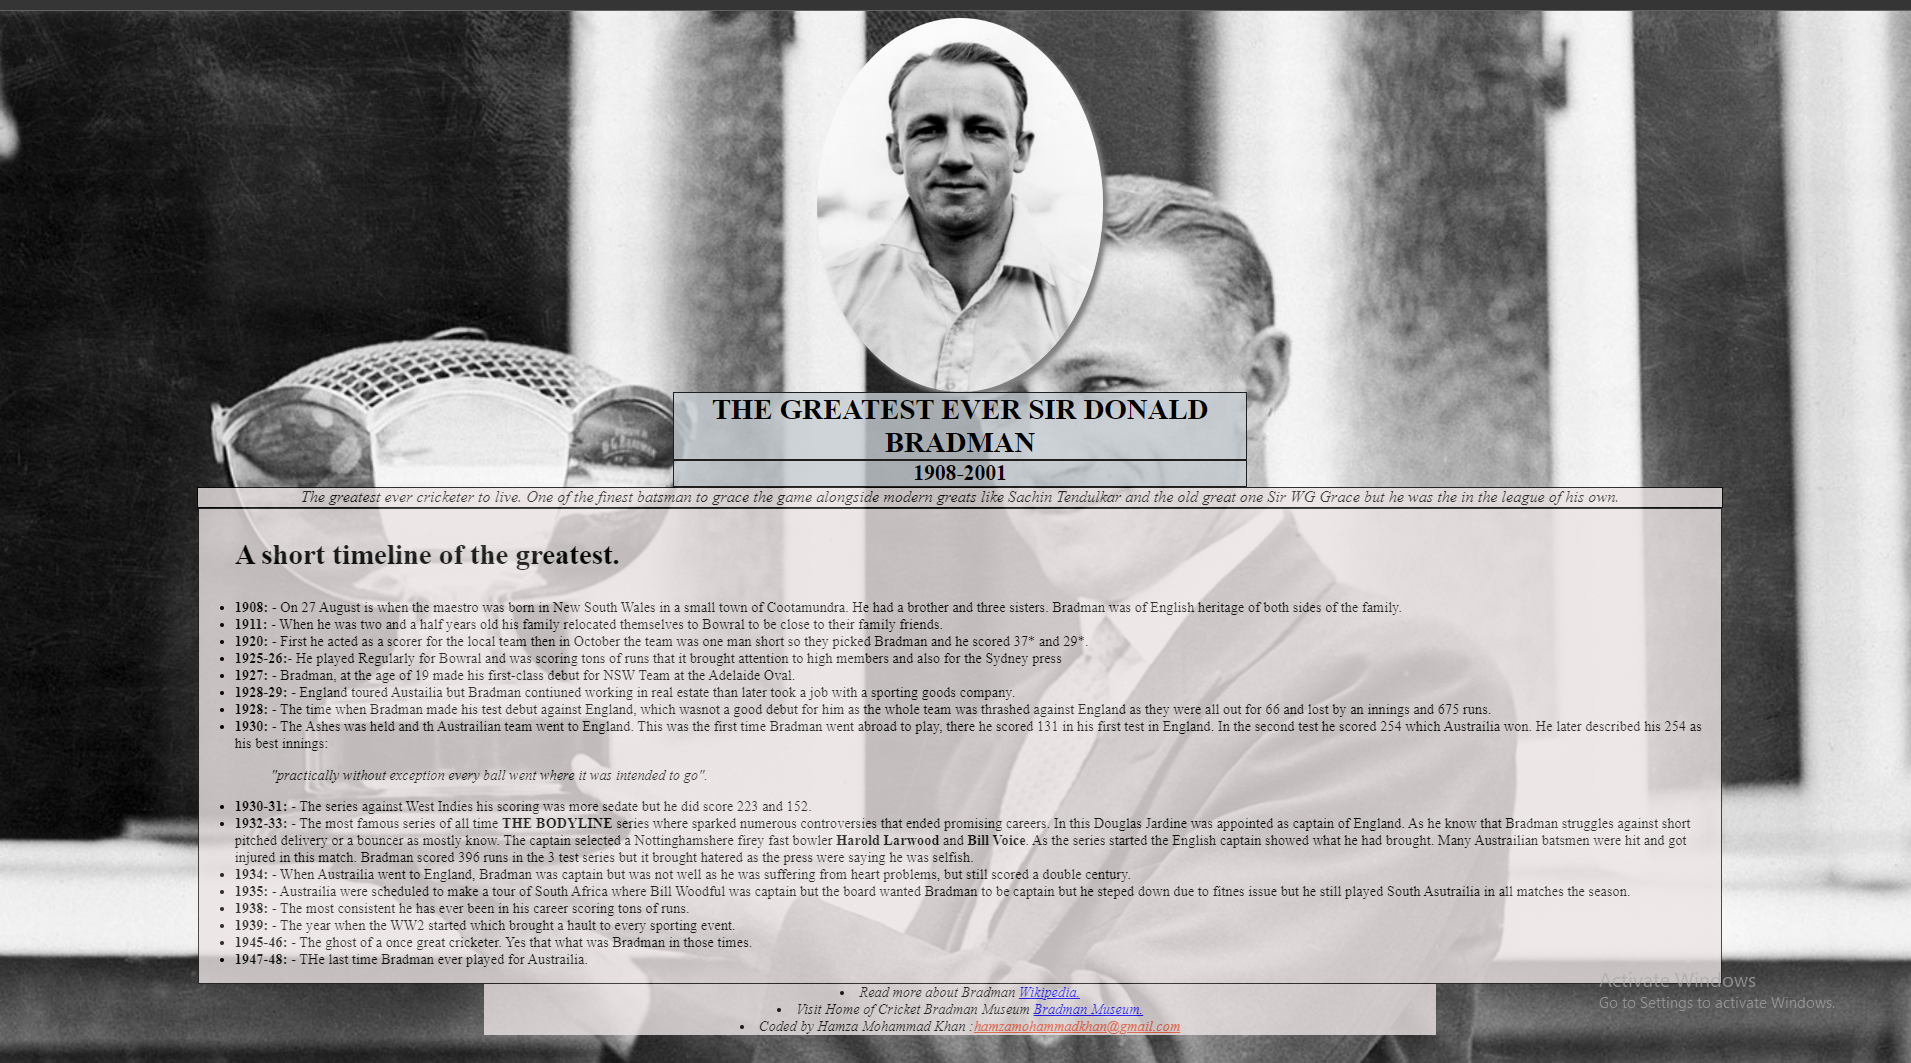 THE GREATEST EVER SIR DONALD
BRADMAN
1908-2001
The greatest ever cricketer to live. One of the finest batsman to grace the game alongside modern greats like Sachin Tendulkar and the old great one Sir WG Grace but he was the in the league of his own.
A short timeline of the greatest.
• 1908: - On 27 August is when the maestro was born in New South Wales in a small town of Cootamundra. He had a brother and three sisters. Bradman was of English heritage of both sides of the family.
• 1911: - When he was two and a half years old his family relocated themselves to Bowral to be close to their family friends.
• 1920: - First he acted as a scorer for the local team then in October the team was one man short so they picked Bradman and he scored 37* and 29*.
• 1925-26:- He played Regularly for Bowral and was scoring tons of runs that it brought attention to high members and also for the Sydney press
• 1927: - Bradman, at the age of 19 made his first-class debut for NSW Team at the Adelaide Oval.
• 1928-29: - England toured Austailia but Bradman contiuned working in real estate than later took a job with a sporting goods company.
• 1928: - The time when Bradman made his test debut against England, which wasnot a good debut for him as the whole team was thrashed against England as they were all out for 66 and lost by an innings and 675 runs.
• 1930: - The Ashes was held and th Austrailian team went to England. This was the first time Bradman went abroad to play, there he scored 131 in his first test in England. In the second test he scored 254 which Austrailia won. He later described his 254 as
his best innings:
"practically without exception every ball went where it was intended to go".
• 1930-31: - The series against West Indies his scoring was more sedate but he did score 223 and 152.
• 1932-33: - The most famous series of all time THE BODYLINE series where sparked numerous controversies that ended promising careers. In this Douglas Jardine was appointed as captain of England. As he know that Bradman struggles against short
pitched delivery or a bouncer as mostly know. The captain selected a Nottinghamshere firey fast bowler Harold Larwood and Bill Voice. As the series started the English captain showed what he had brought. Many Austrailian batsmen were hit and got
injured in this match. Bradman scored 396 runs in the 3 test series but it brought hatered as the press were saying he was selfish.
• 1934: - When Austrailia went to England, Bradman was captain but was not well as he was suffering from heart problems, but still scored a double century.
• 1935: - Austrailia were scheduled to make a tour of South Africa where Bill Woodful was captain but the board wanted Bradman to be captain but he steped down due to fitnes issue but he still played South Asutrailia in all matches the season.
• 1938: - The most consistent he has ever been in his career scoring tons of runs.
• 1939: - The year when the WW2 started which brought a hault to every sporting event.
• 1945-46: - The ghost of a once great cricketer. Yes that what was Bradman in those times.
• 1947-48: - THe last time Bradman ever played for Austrailia.
• Read more about Bradman Wikipedia.
• Visit Home of Cricket Bradman Museum Bradman Museum.
• Coded by Hamza Mohammad Khan :hamzamohammadkhan@gmail.com
Activate Windows
Go to Settings to activate Windows.